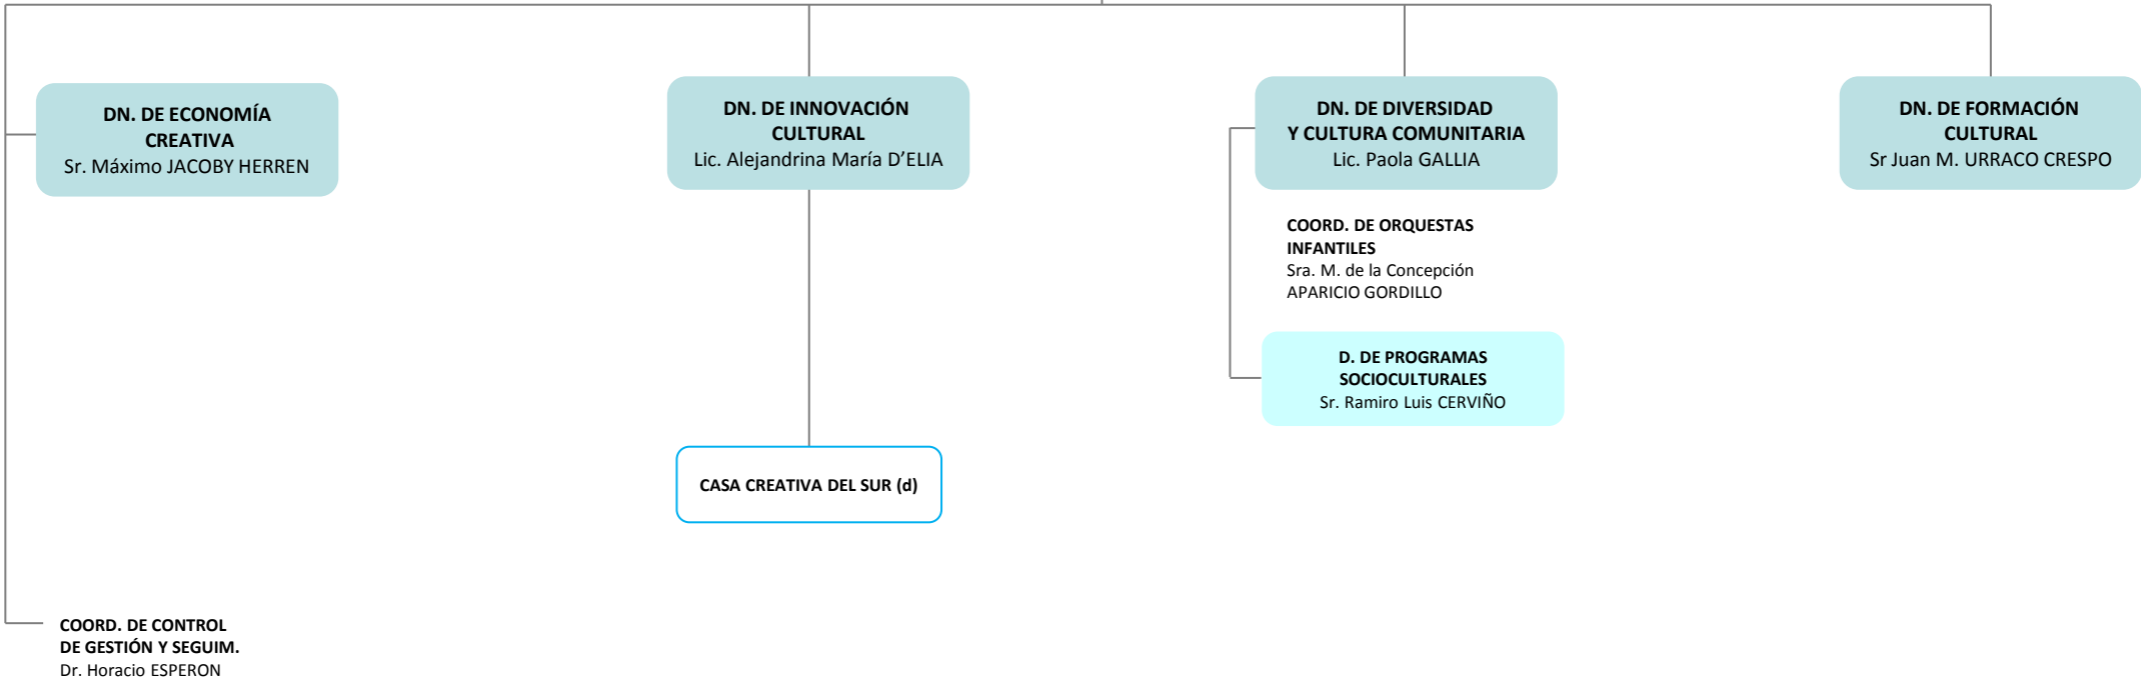 DN. DE ECONOMÍA
CREATIVA
Sr. Máximo JACOBY HERREN
DN. DE INNOVACIÓN
CULTURAL
Lic. Alejandrina María D’ELIA
DN. DE DIVERSIDAD
Y CULTURA COMUNITARIA
Lic. Paola GALLIA
DN. DE FORMACIÓN
CULTURAL
Sr Juan M. URRACO CRESPO
COORD. DE ORQUESTAS
INFANTILES
Sra. M. de la Concepción
APARICIO GORDILLO
D. DE PROGRAMAS
SOCIOCULTURALES
Sr. Ramiro Luis CERVIÑO
CASA CREATIVA DEL SUR (d)
COORD. DE CONTROL
DE GESTIÓN Y SEGUIM.
Dr. Horacio ESPERON